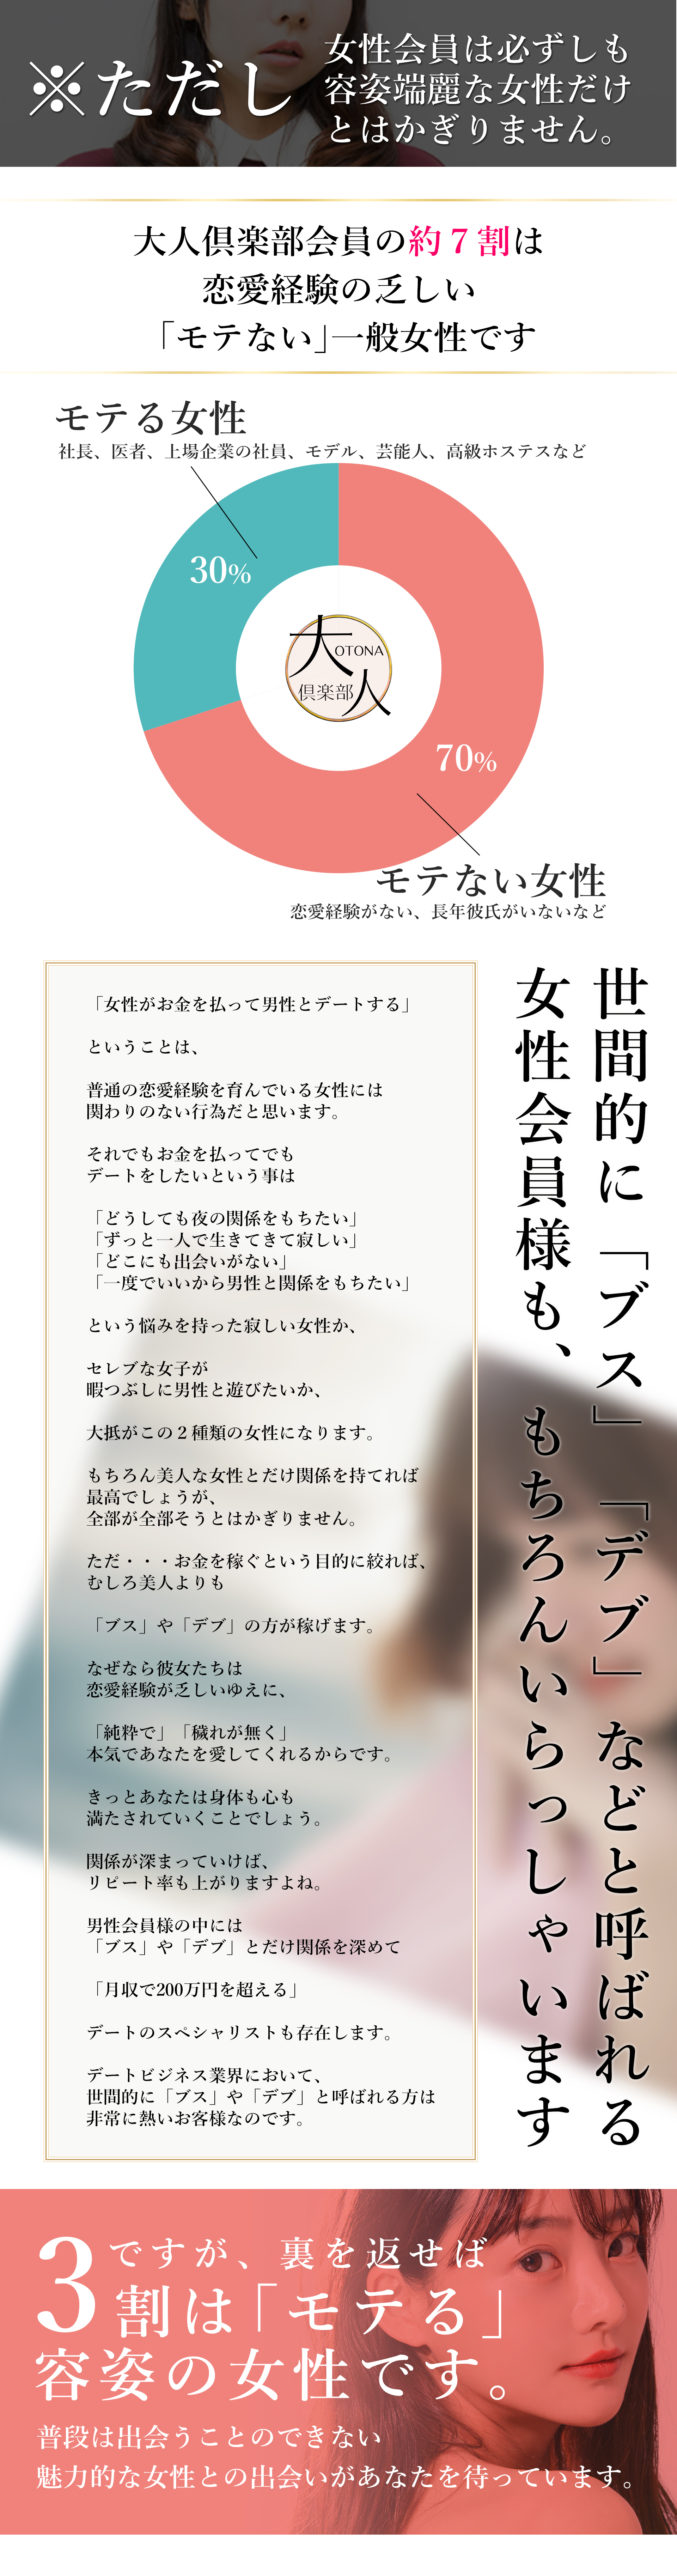 ※ただし
女性会員は必ずしも
容姿端麗な女性だけ
とはかぎりません。
大人倶楽部会員の約７割は
恋愛経験の乏しい
「モテない」一般女性です
モテる女性
社長、医者、上場企業の社員、モデル、芸能人、高級ホステスなど
30%
大人
OTONA
倶楽部
70%
モテない女性
恋愛経験がない、長年彼氏がいないなど
世間的に「ブス」「デブ」などと呼ばれる
女性会員様も、もちろんいらっしゃいます
「女性がお金を払って男性とデートする」
ということは、
普通の恋愛経験を育んでいる女性には
関わりのない行為だと思います。
それでもお金を払ってでも
デートをしたいという事は
「どうしても夜の関係をもちたい」
「ずっと一人で生きてきて寂しい」
「どこにも出会いがない」
「一度でいいから男性と関係をもちたい」
という悩みを持った寂しい女性か、
セレブな女子が
暇つぶしに男性と遊びたいか、
大抵がこの２種類の女性になります。
もちろん美人な女性とだけ関係を持てれば
最高でしょうが、
全部が全部そうとはかぎりません。
ただ・・・お金を稼ぐという目的に絞れば、
むしろ美人よりも
「ブス」や「デブ」の方が稼げます。
なぜなら彼女たちは
恋愛経験が乏しいゆえに、
「純粋で」「穢れが無く」
本気であなたを愛してくれるからです。
きっとあなたは身体も心も
満たされていくことでしょう。
関係が深まっていけば、
リピート率も上がりますよね。
男性会員様の中には
「ブス」や「デブ」とだけ関係を深めて
「月収で200万円を超える」
デートのスペシャリストも存在します。
デートビジネス業界において、
世間的に「ブス」や「デブ」と呼ばれる方は
非常に熱いお客様なのです。
ですが、裏を返せば
3割は「モテる」
容姿の女性です。
普段は出会うことのできない
魅力的な女性との出会いがあなたを待っています。